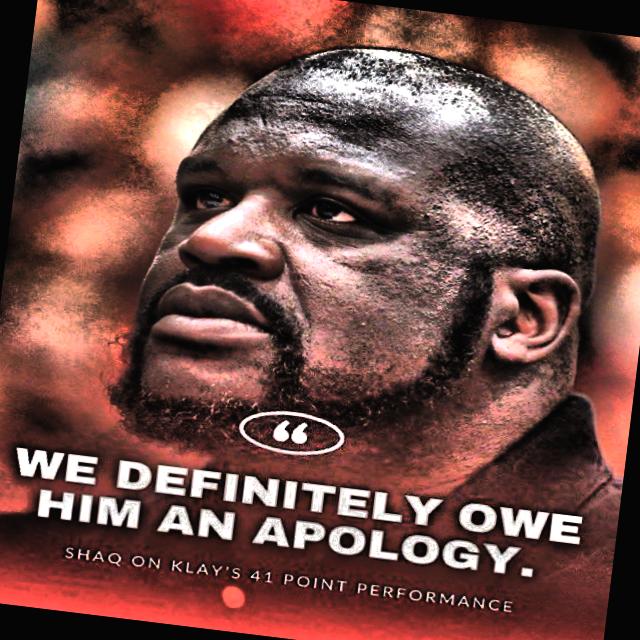 “
WE DEFINITELY OWE
HIM AN APOLOGY.
SHAQ ON KLAY'S 41 POINT PERFORMANCE